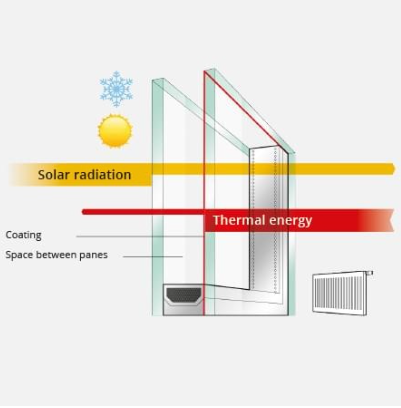 Solar radiation
Thermal energy
Coating
Space between panes